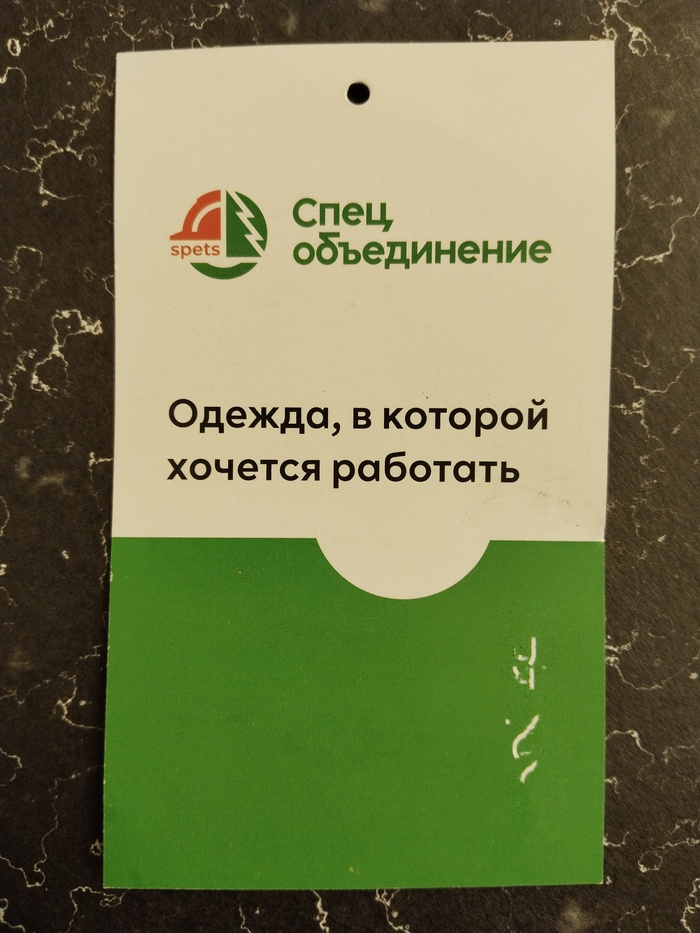 spets
Спец
объединение
Одежда, в которой
хочется работать